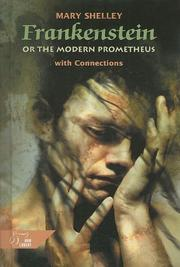 MARY SHELLEY
Frankenstein
OR THE MODERN PROMETHEUS
with Connections